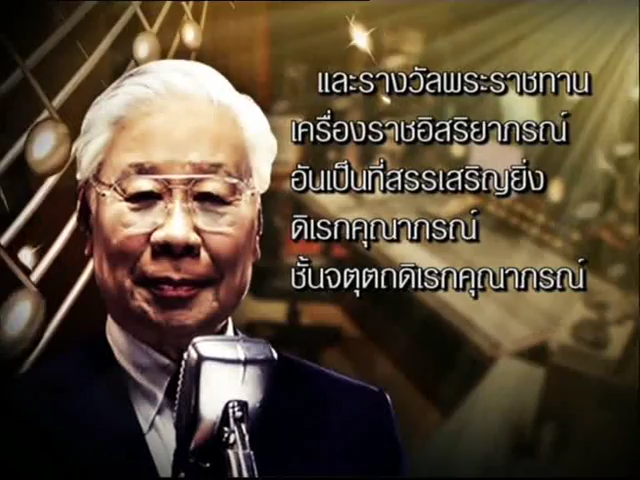 และรางวัลพระราชทาน
เครื่องราชอิสริยาภรณ์
อันเป็นที่สรรเสริญยิ่ง
ดิเรกคุณาภรณ์
ชั้นจตุตถดิเรกคุณาภรณ์